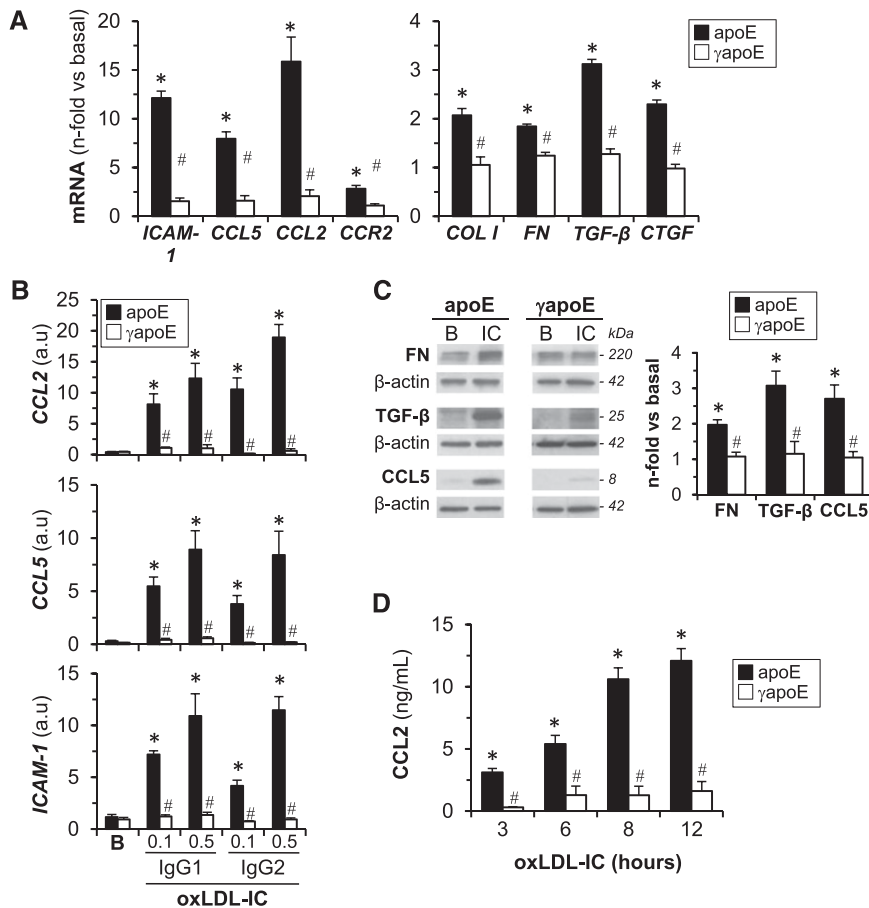 A
mRNA (n-fold vs basal)
20
15
10
5
0
ICAM-
1
CCL5
CCL2
CCR2
*
#
*
#
*
#
*
#
4
3
2
1
0
COL I
FN
TGF-β
CTGF
*
#
*
#
*
#
*
#
apoE
γapoE
B
apoE
γapoE
CCL2 (a.u)
25
20
15
10
5
0
*
#
*
#
*
#
*
#
CCL5 (a.u)
15
10
5
0
*
#
*
#
*
#
*
#
ICAM-1 (a.u)
15
10
5
0
*
#
*
#
*
#
*
#
B
0.1 0.5 0.1 0.5
IgG1 IgG2
oxLDL-IC
C
apoE γapoE
B IC B IC kDa
FN - 220
β-actin - 42
TGF-β - 25
β-actin - 42
CCL5 - 8
β-actin - 42
apoE
γapoE
n-fold vs basal
4
3
2
1
0
*
#
*
#
*
#
FN TGF-β CCL5
D
CCL2 (ng/mL)
15
10
5
0
*
#
*
#
*
#
*
#
3 6 8 12
oxLDL-IC (hours)
apoE
γapoE